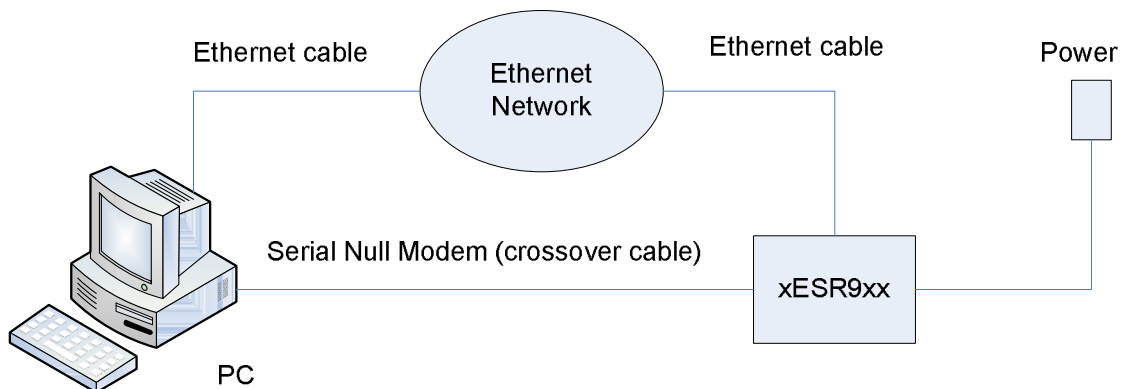 Ethernet cable
Ethernet
Network
Ethernet cable
Power
Serial Null Modem (crossover cable)
xESR9xx
PC